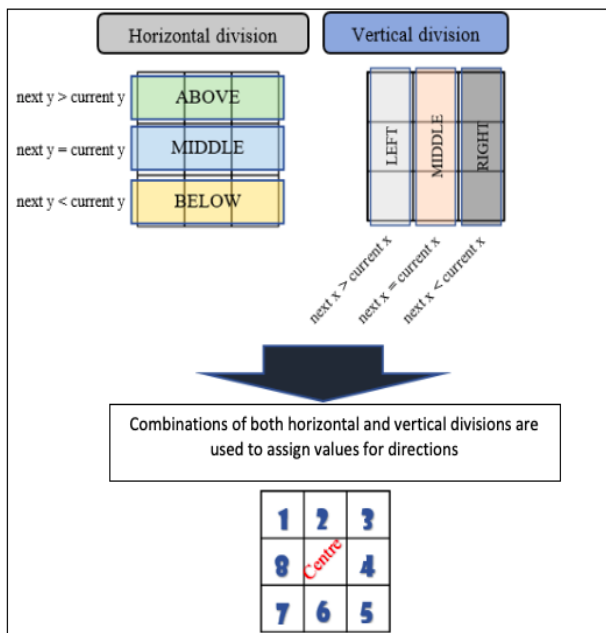 Horizontal division
Vertical division
next y > current y
ABOVE
next y = current y
MIDDLE
next y < current y
BELOW
LEFT
MIDDLE
RIGHT
next x > current x
next x = current x
next x < current x
Combinations of both horizontal and vertical divisions are
used to assign values for directions
1 2 3
8 Centre 4
7 6 5